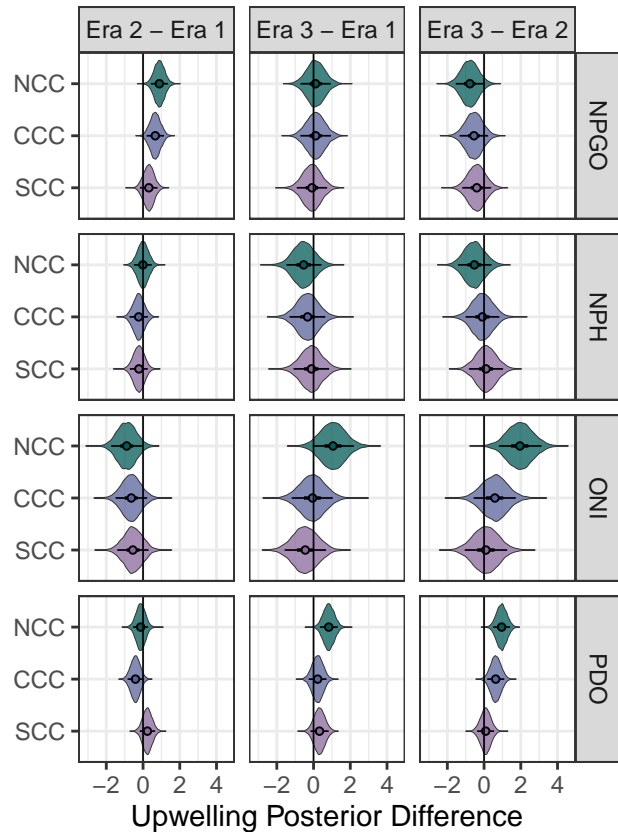 Era 2 − Era 1 Era 3 − Era 1 Era 3 − Era 2
NCC
CCC
SCC
NPGO
NCC
CCC
SCC
NPH
NCC
CCC
SCC
ONI
NCC
CCC
SCC
PDO
−2 0 2 4 −2 0 2 4 −2 0 2 4
Upwelling Posterior Difference